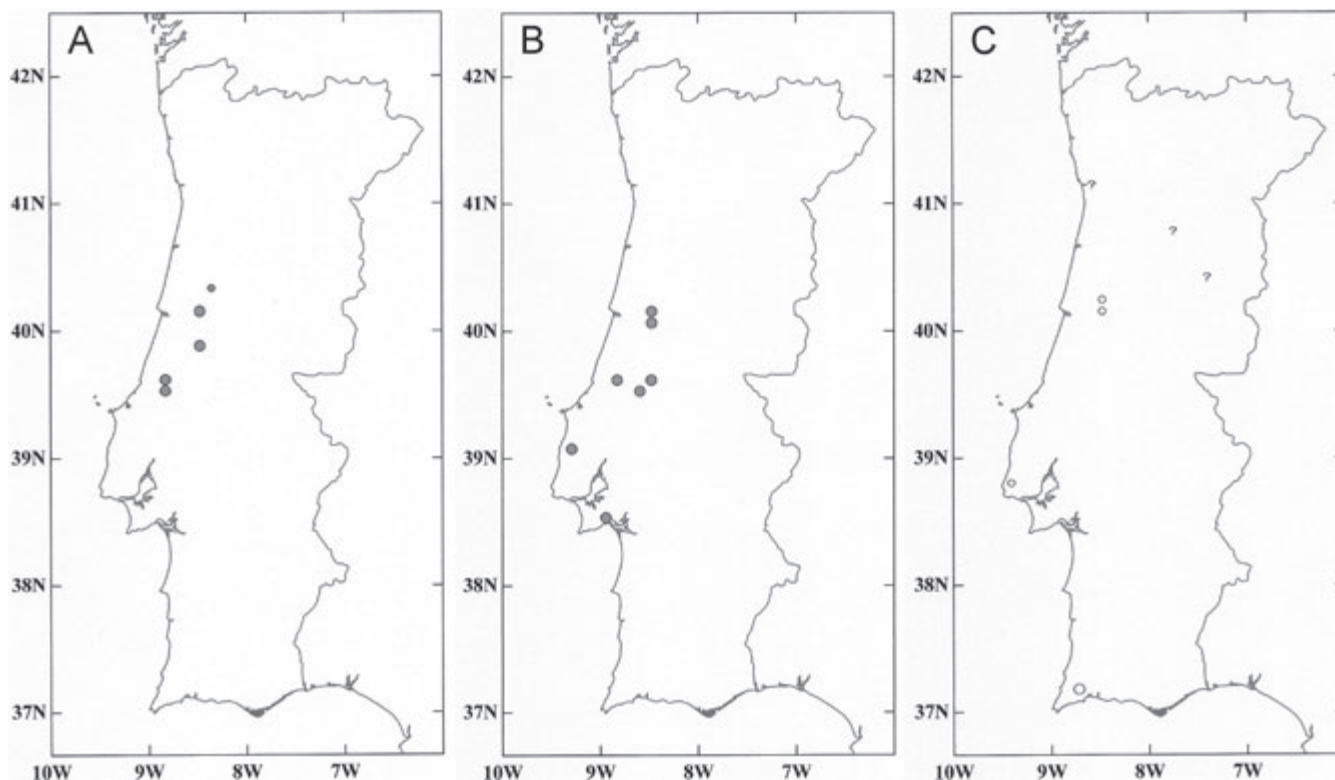 A B C
42N 42N 42N
41N 41N 41N
?
?
?
40N 40N 40N
39N 39N 39N
38N 38N 38N
37N 37N 37N
10W 9W 8W 7W 10W 9W 8W 7W 10W 9W 8W 7W